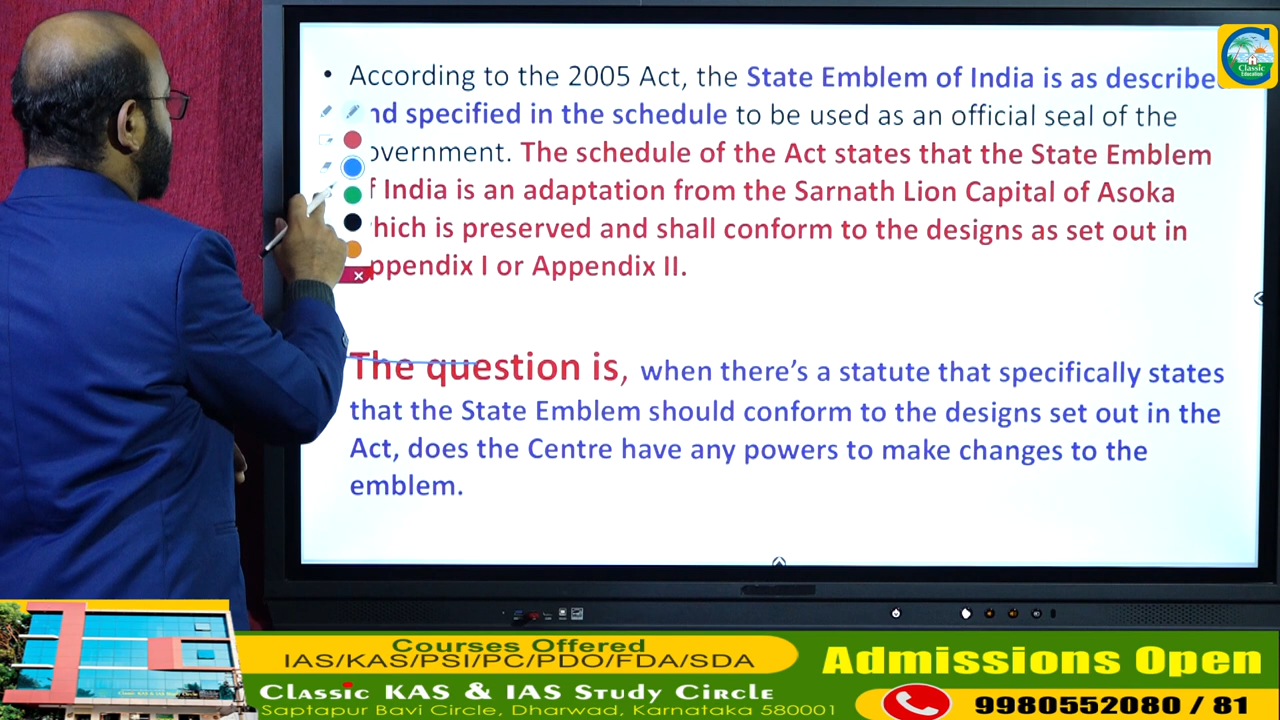 • According to the 2005 Act, the State Emblem of India is as describe
nd specified in the schedule to be used as an official seal of the
overnment. The schedule of the Act states that the State Emblem
f India is an adaptation from the Sarnath Lion Capital of Asoka
hich is preserved and shall conform to the designs as set out in
ppendix I or Appendix II.
The question is, when there's a statute that specifically states
that the State Emblem should conform to the designs set out in the
Act, does the Centre have any powers to make changes to the
emblem.
Classic
Education
Courses Offered
IAS/KAS/PSI/PC/PDO/FDA/SDA
Classic KAS & IAS Study Circle
Saptapur Bavi Circle, Dharwad, Karnataka 580001
Admissions Open
9980552080 / 81